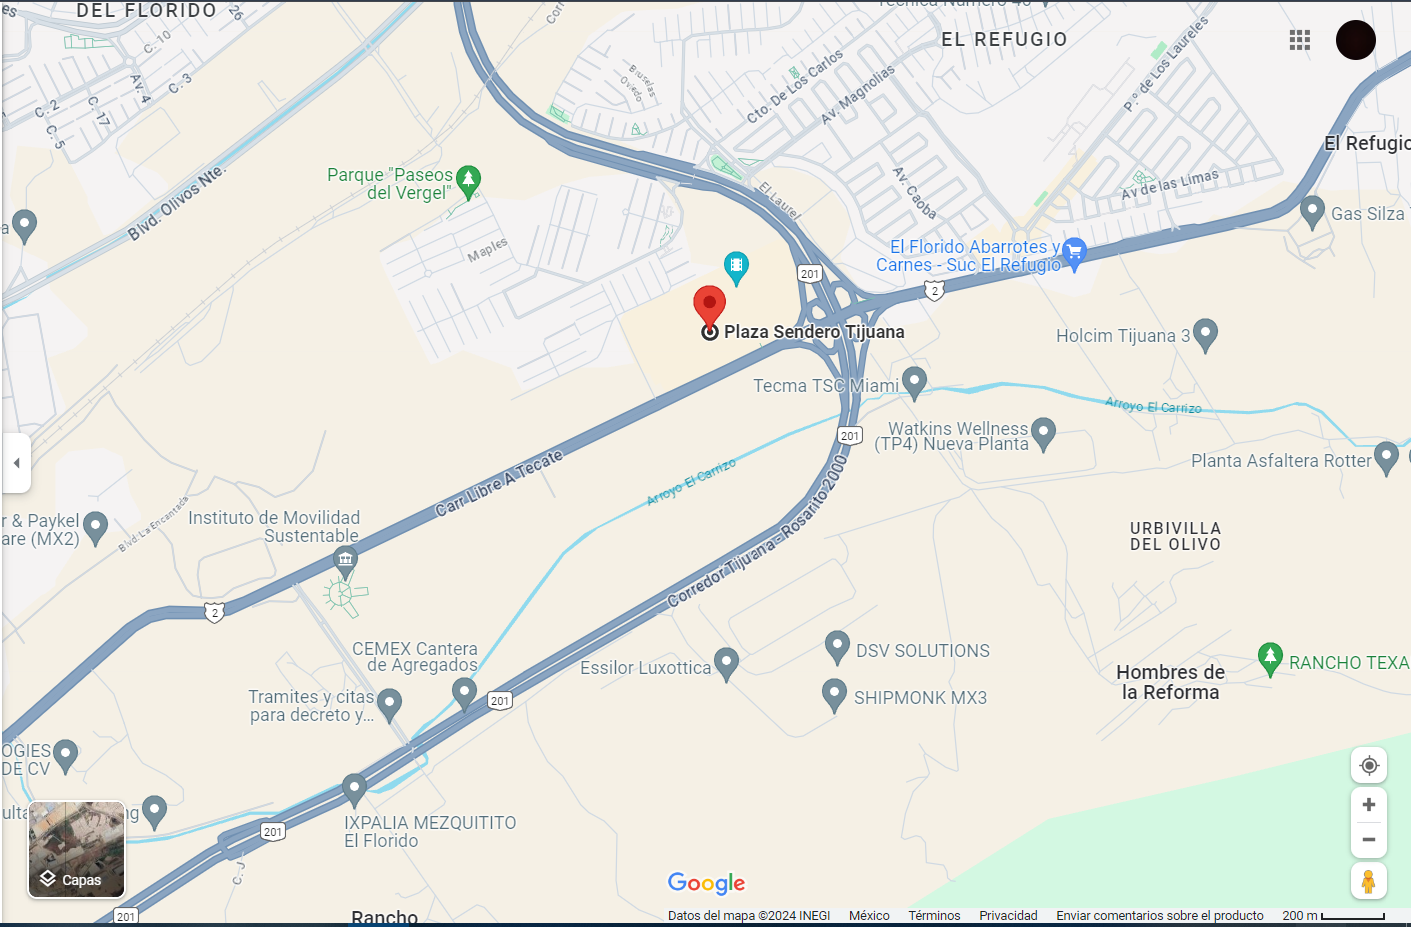 DEL FLORIDO
26
C. 10
Av. 4
C. 3
C. 2
C. 17
C. 5
Técnica Número 46
EL REFUGIO
P.º de Los Laureles
Bruselas
Oviedo
Cto. De Los Carlos
Av. Magnolias
El Refugio
Parque "Paseos
del Vergel"
Blvd. Olivos Nte.
Av. Caoba
Av de las Limas
El Laurel
Gas Silza
Maples
El Florido Abarrotes y
Carnes - Suc El Refugio
201
2
Plaza Sendero Tijuana
Holcim Tijuana 3
Tecma TSC Miami
Arroyo El Carrizo
201
Watkins Wellness
(TP4) Nueva Planta
Planta Asfaltera Rotter
Carr Libre A Tecate
Arroyo El Carrizo
Corredor Tijuana - Rosarito 2000
r & Paykel
are (MX2)
Blvd. La Encantada
Instituto de Movilidad
Sustentable
URBIVILLA
DEL OLIVO
2
CEMEX Cantera
de Agregados
Essilor Luxottica
DSV SOLUTIONS
SHIPMONK MX3
Hombres de
la Reforma
RANCHO TEXA
Tramites y citas
para decreto y...
201
OGIES
DE CV
ulta
ng
IXPALIA MEZQUITITO
El Florido
201
C. J
Capas
Google
201
Rancho
Datos del mapa ©2024 INEGI México Términos Privacidad Enviar comentarios sobre el producto 200 m